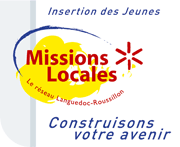 Insertion des Jeunes
Missions
Locales
Le réseau Languedoc-Roussillon
Construisons
votre avenir